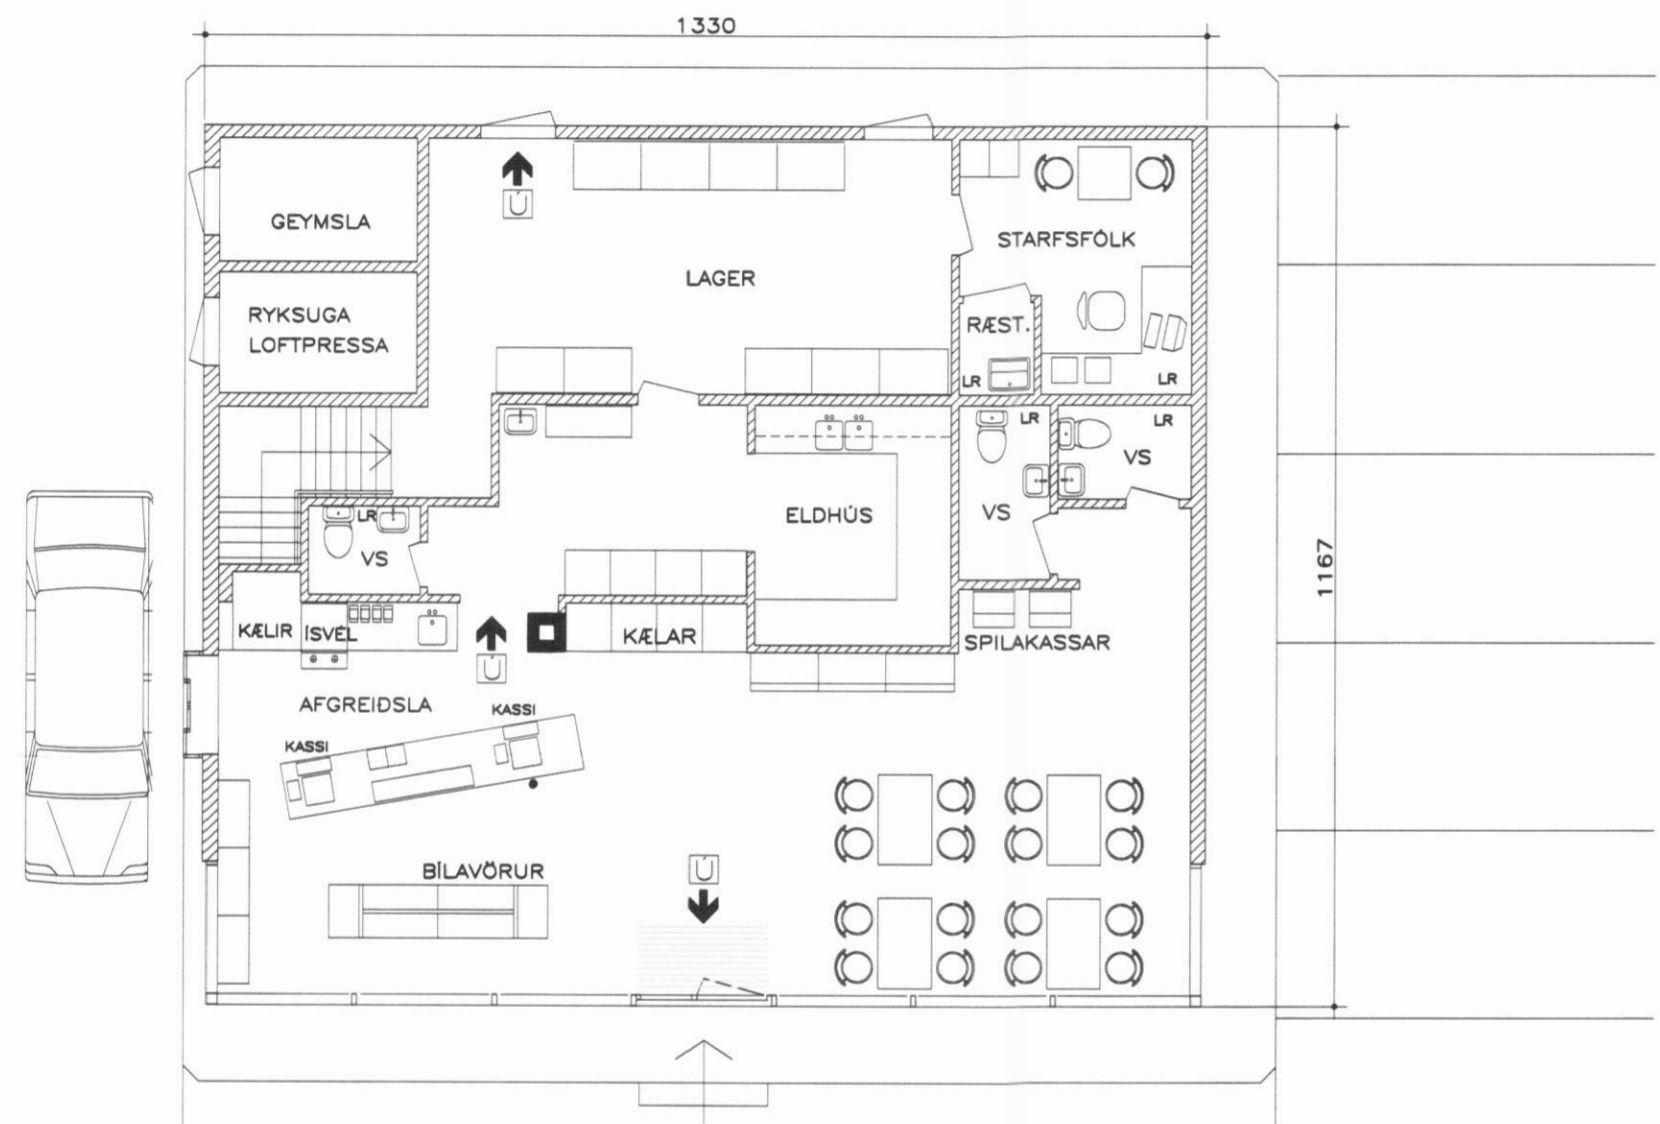 1330
GEYMSLA
STARFSFÓLK
LAGER
RYKSUGA
LOFTPRESSA
RÆST.
LR
LR
LR
LR
VS
VS
ELDHÚS
LR
VS
1167
KÆLIR
ÍSVÉL
KÆLAR
SPILAKASSAR
AFGREIÐSLA
KASSI
KASSI
BÍLAVÖRUR
Ú
Ú
Ú